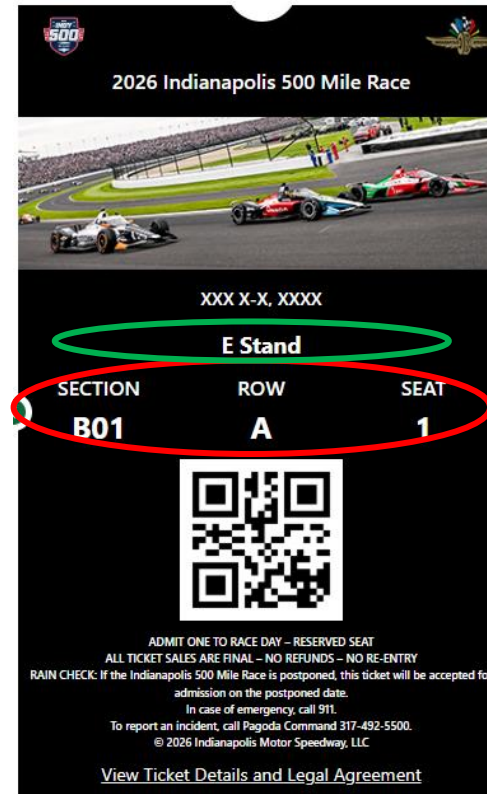 INDY
500
2026 Indianapolis 500 Mile Race
XXX X-X, XXXX
E Stand
SECTION ROW SEAT
B01 A 1
ADMIT ONE TO RACE DAY – RESERVED SEAT
ALL TICKET SALES ARE FINAL – NO REFUNDS – NO RE-ENTRY
RAIN CHECK: If the Indianapolis 500 Mile Race is postponed, this ticket will be accepted fo
admission on the postponed date.
In case of emergency, call 911.
To report an incident, call Pagoda Command 317-492-5500.
© 2026 Indianapolis Motor Speedway, LLC
View Ticket Details and Legal Agreement